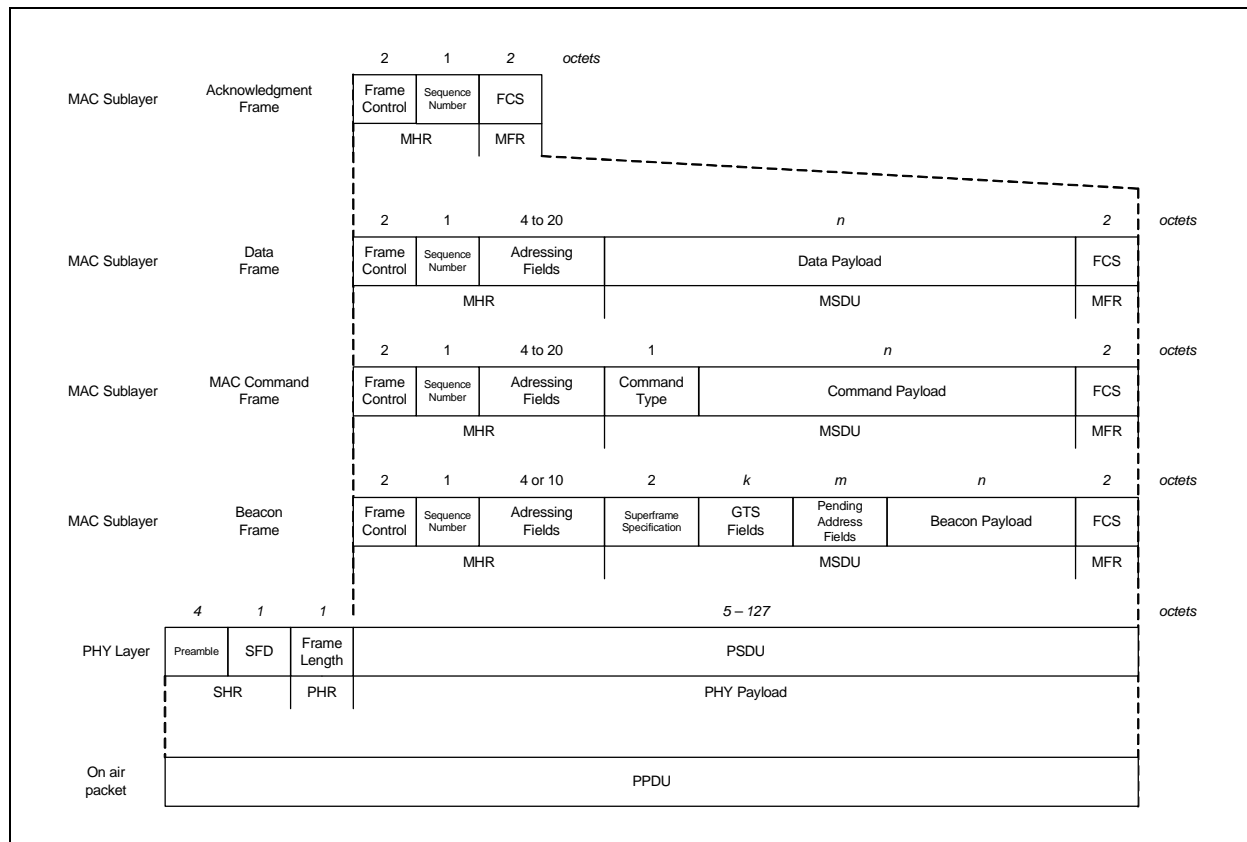 2 1 2 octets
MAC Sublayer Acknowledgment Frame Frame Control Sequence Number FCS
MHR MFR
2 1 4 to 20 n 2 octets
MAC Sublayer Data Frame Frame Control Sequence Number Adressing Fields Data Payload FCS
MHR MSDU MFR
2 1 4 to 20 1 n 2 octets
MAC Sublayer MAC Command Frame Frame Control Sequence Number Adressing Fields Command Type Command Payload FCS
MHR MSDU MFR
2 1 4 or 10 2 k m n 2 octets
MAC Sublayer Beacon Frame Frame Control Sequence Number Adressing Fields Superframe Specification GTS Fields Pending Address Fields Beacon Payload FCS
MHR MSDU MFR
4 1 1 5 – 127 octets
PHY Layer Preamble SFD Frame Length PSDU
SHR PHR PHY Payload
On air packet PPDU